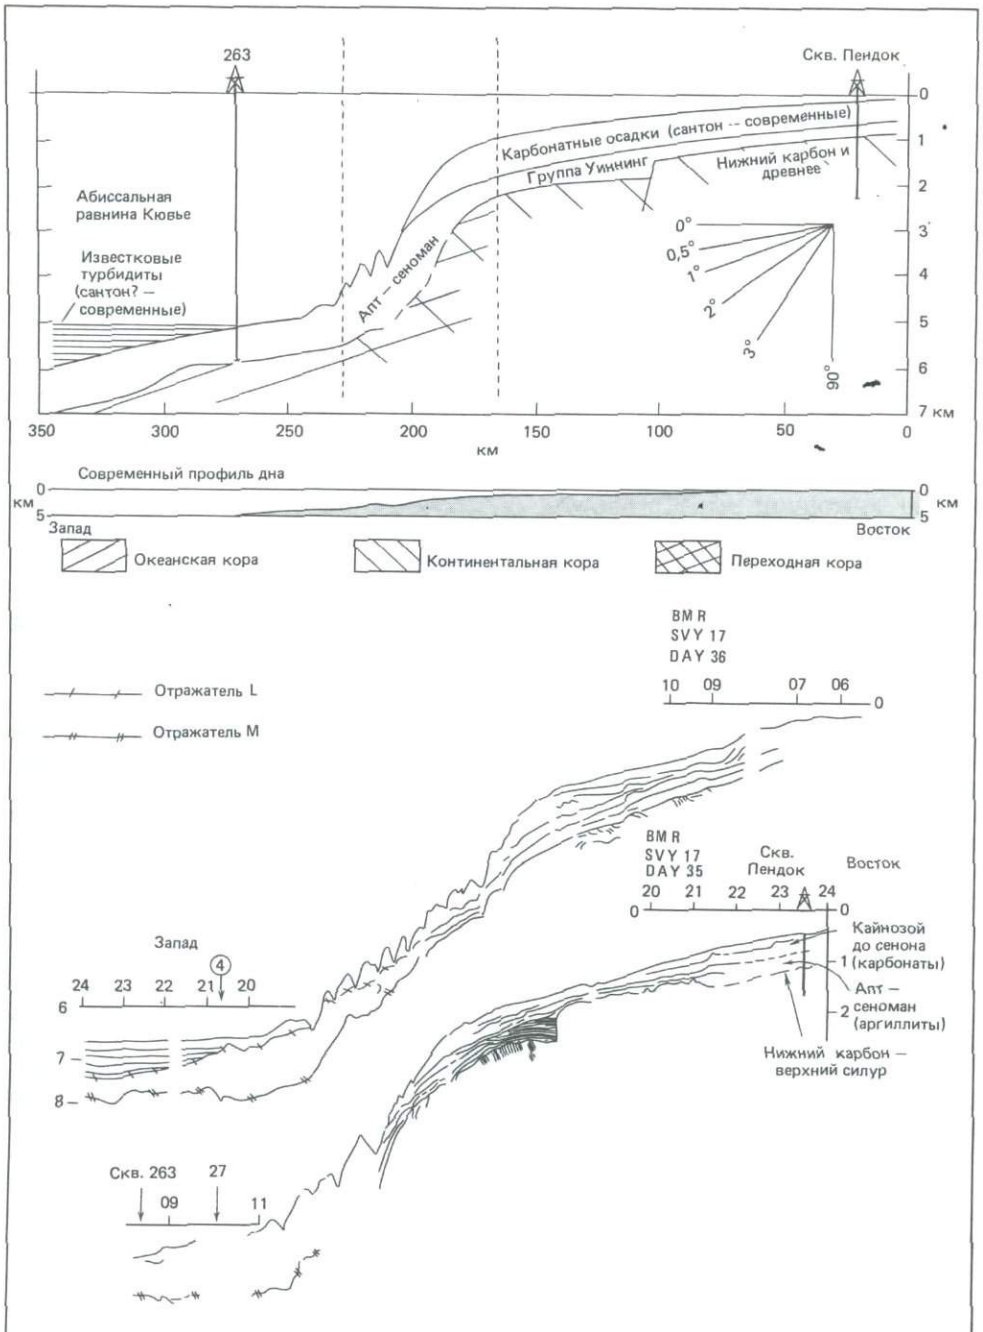 263
Скв. Пендок
0
Карбонатные осадки (сантон -- современные)
1
Группа Уиннинг
Нижний карбон и
древнее
2
Абиссальная
равнина Кювье
3
0°
0,5°
1°
2°
3°
90°
Апт – сеноман
4
Известковые
турбидиты
(сантон? –
современные)
5
6
7 км
350
300
250
200
150
100
50
0
км
Современный профиль дна
0
км
5
0
км
5
Запад
Восток
Океанская кора
Континентальная кора
Переходная кора
BMR
SVY 17
DAY 36
Отражатель L
10 09 07 06
0
Отражатель M
BMR
SVY 17
DAY 35
Скв.
Пендок
Восток
20 21 22 23 24
0
0
Кайнозой
до сенона
(карбонаты)
1
Апт –
сеноман
(аргиллиты)
2
Нижний карбон –
верхний силур
Запад
4
24 23 22 21 20
6
7
8
Скв. 263
27
09
11